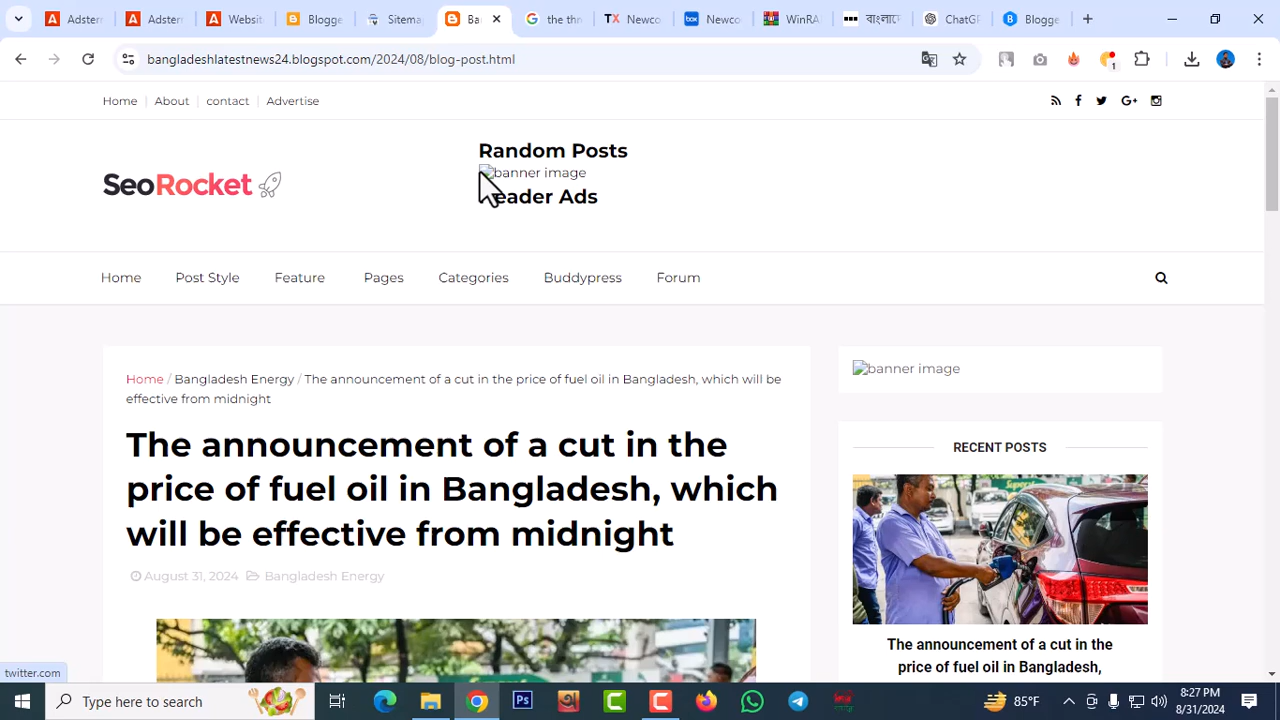 Adstern
Adstern
Websit
Blogge
Sitema
Ba
the thr
Newco
Newco
WinRA
বাংলাদে
ChatGP
Blogge
bangladeshlatestnews24.blogspot.com/2024/08/blog-post.html
1
Home
About
contact
Advertise
Random Posts
banner image
eader Ads
SeoRocket
Home
Post Style
Feature
Pages
Categories
Buddypress
Forum
Home / Bangladesh Energy / The announcement of a cut in the price of fuel oil in Bangladesh, which will be
effective from midnight
banner image
The announcement of a cut in the
price of fuel oil in Bangladesh, which
will be effective from midnight
August 31, 2024
Bangladesh Energy
RECENT POSTS
The announcement of a cut in the
price of fuel oil in Bangladesh,
twitter.com
Type here to search
85°F
8:27 PM
8/31/2024